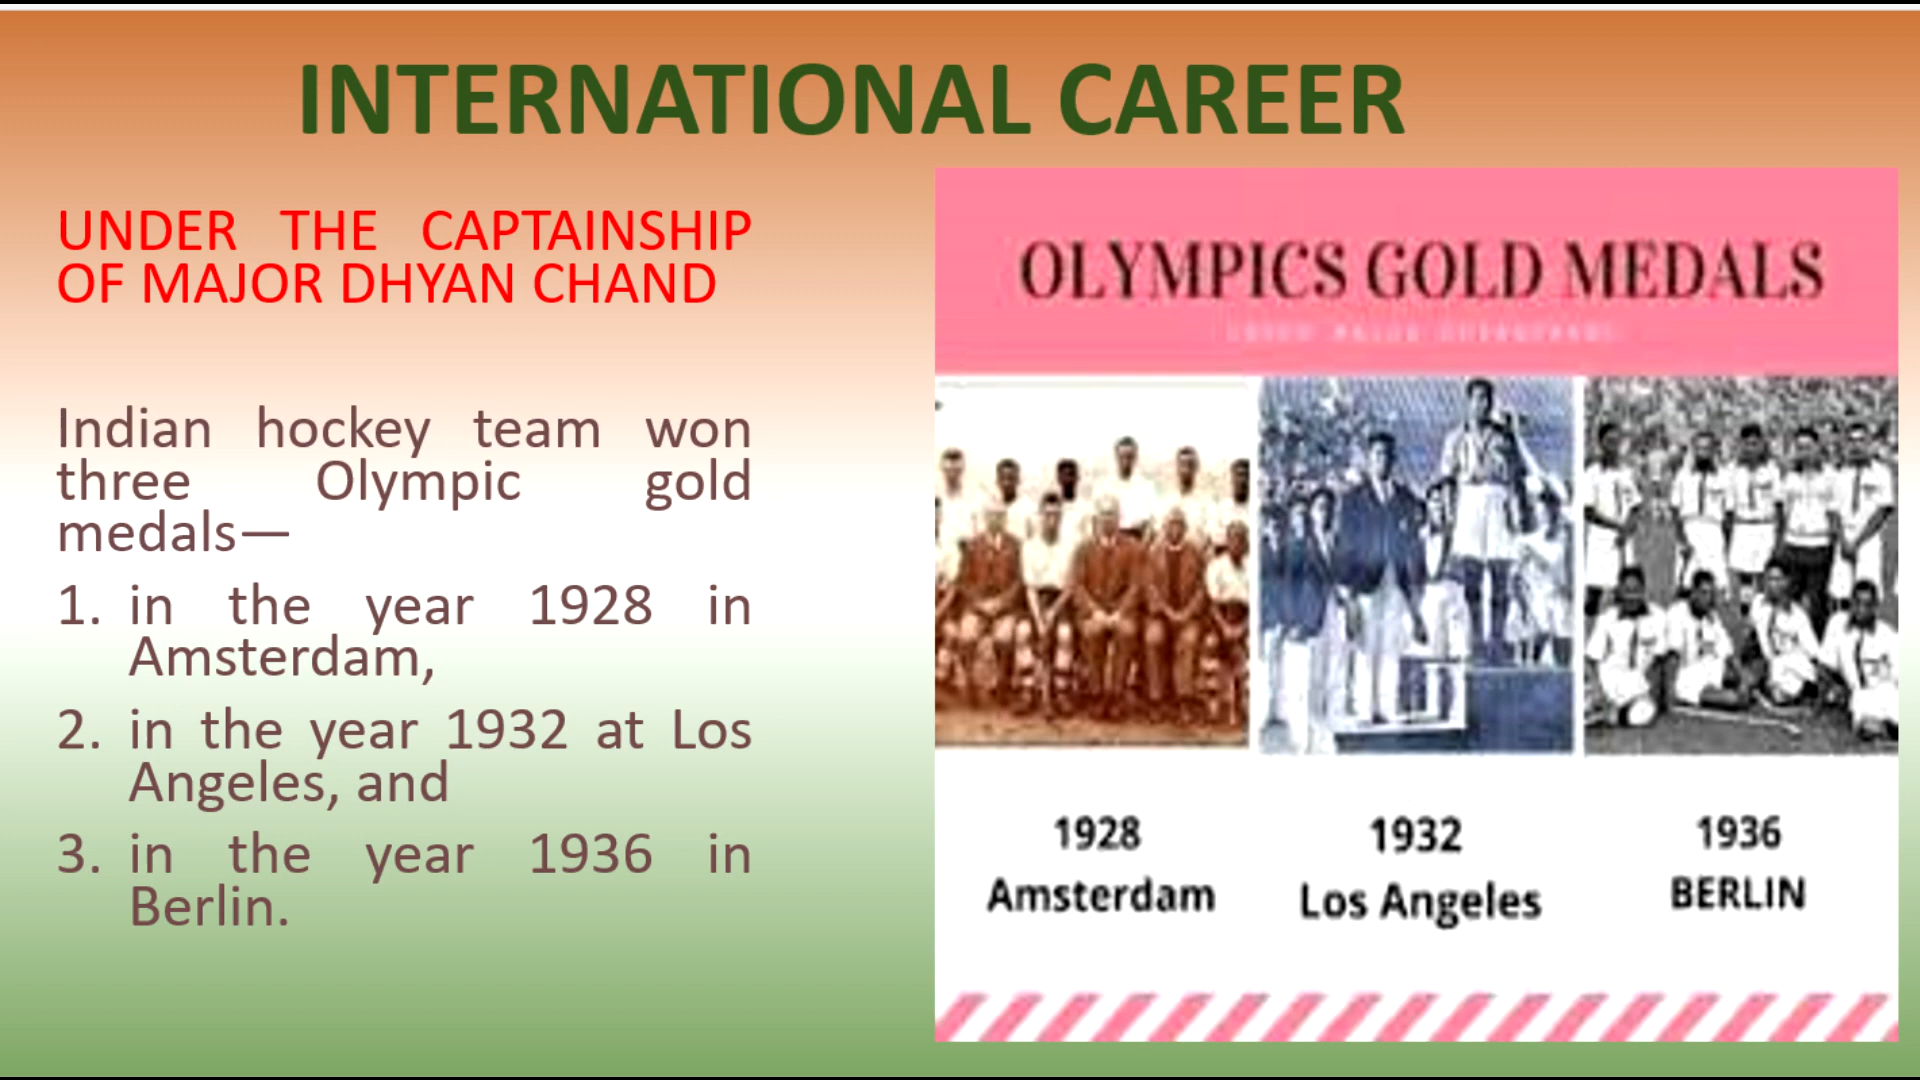 INTERNATIONAL CAREER
UNDER THE CAPTAINSHIP
OF MAJOR DHYAN CHAND
Indian hockey team won
three Olympic gold
medals—
1. in the year 1928 in
Amsterdam,
2. in the year 1932 at Los
Angeles, and
3. in the year 1936 in
Berlin.
OLYMPICS GOLD MEDALS
1928
Amsterdam
1932
Los Angeles
1936
BERLIN